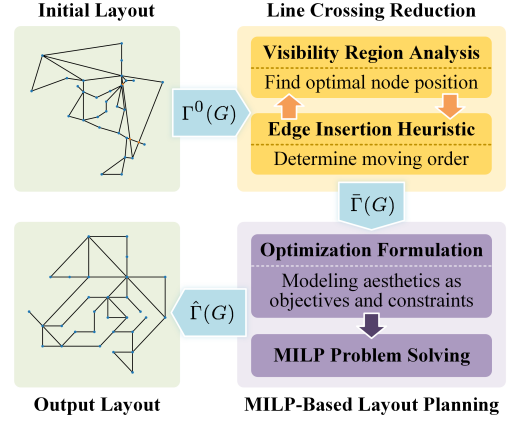 Initial Layout
Line Crossing Reduction
Visibility Region Analysis
Find optimal node position
Γ⁰(G)
Edge Insertion Heuristic
Determine moving order
Γ̄(G)
Optimization Formulation
Modeling aesthetics as
objectives and constraints
Γ̂(G)
MILP Problem Solving
Output Layout
MILP-Based Layout Planning